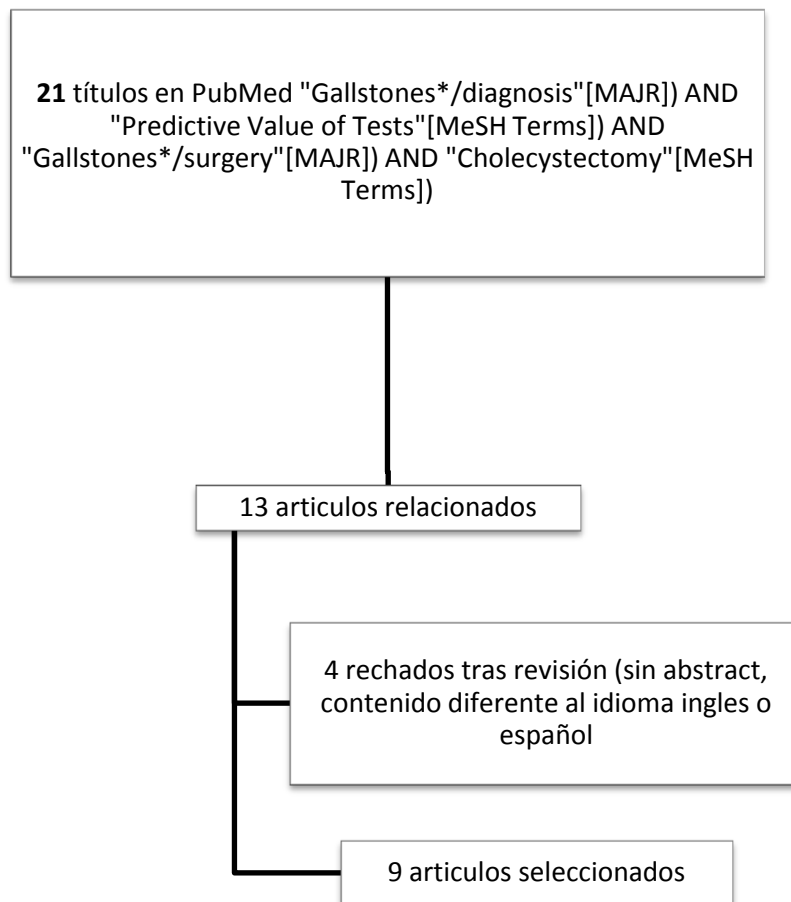 21 títulos en PubMed "Gallstones*/diagnosis"[MAJR]) AND
"Predictive Value of Tests"[MeSH Terms]) AND
"Gallstones*/surgery"[MAJR]) AND "Cholecystectomy"[MeSH
Terms])
13 articulos relacionados
4 rechados tras revisión (sin abstract,
contenido diferente al idioma ingles o
español
9 articulos seleccionados